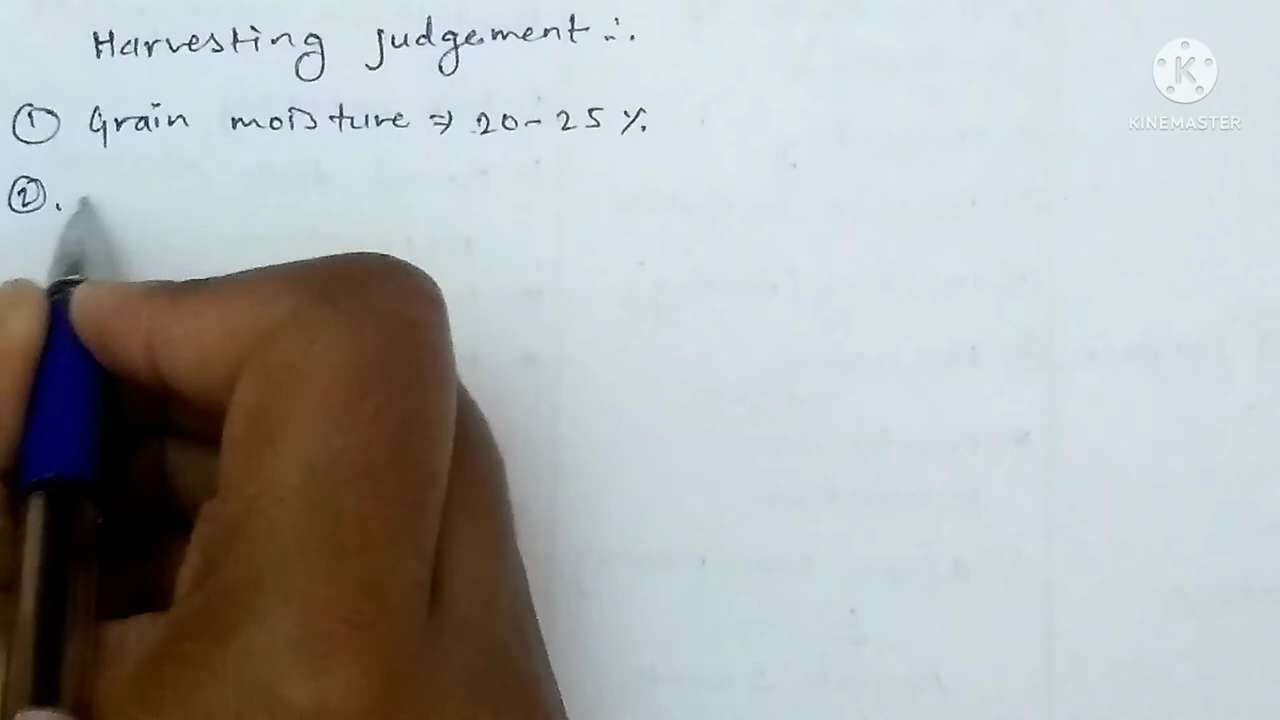 Harvesting judgement :.
① Grain moisture ⇒ 20-25 %.
②.
K
KINEMASTER